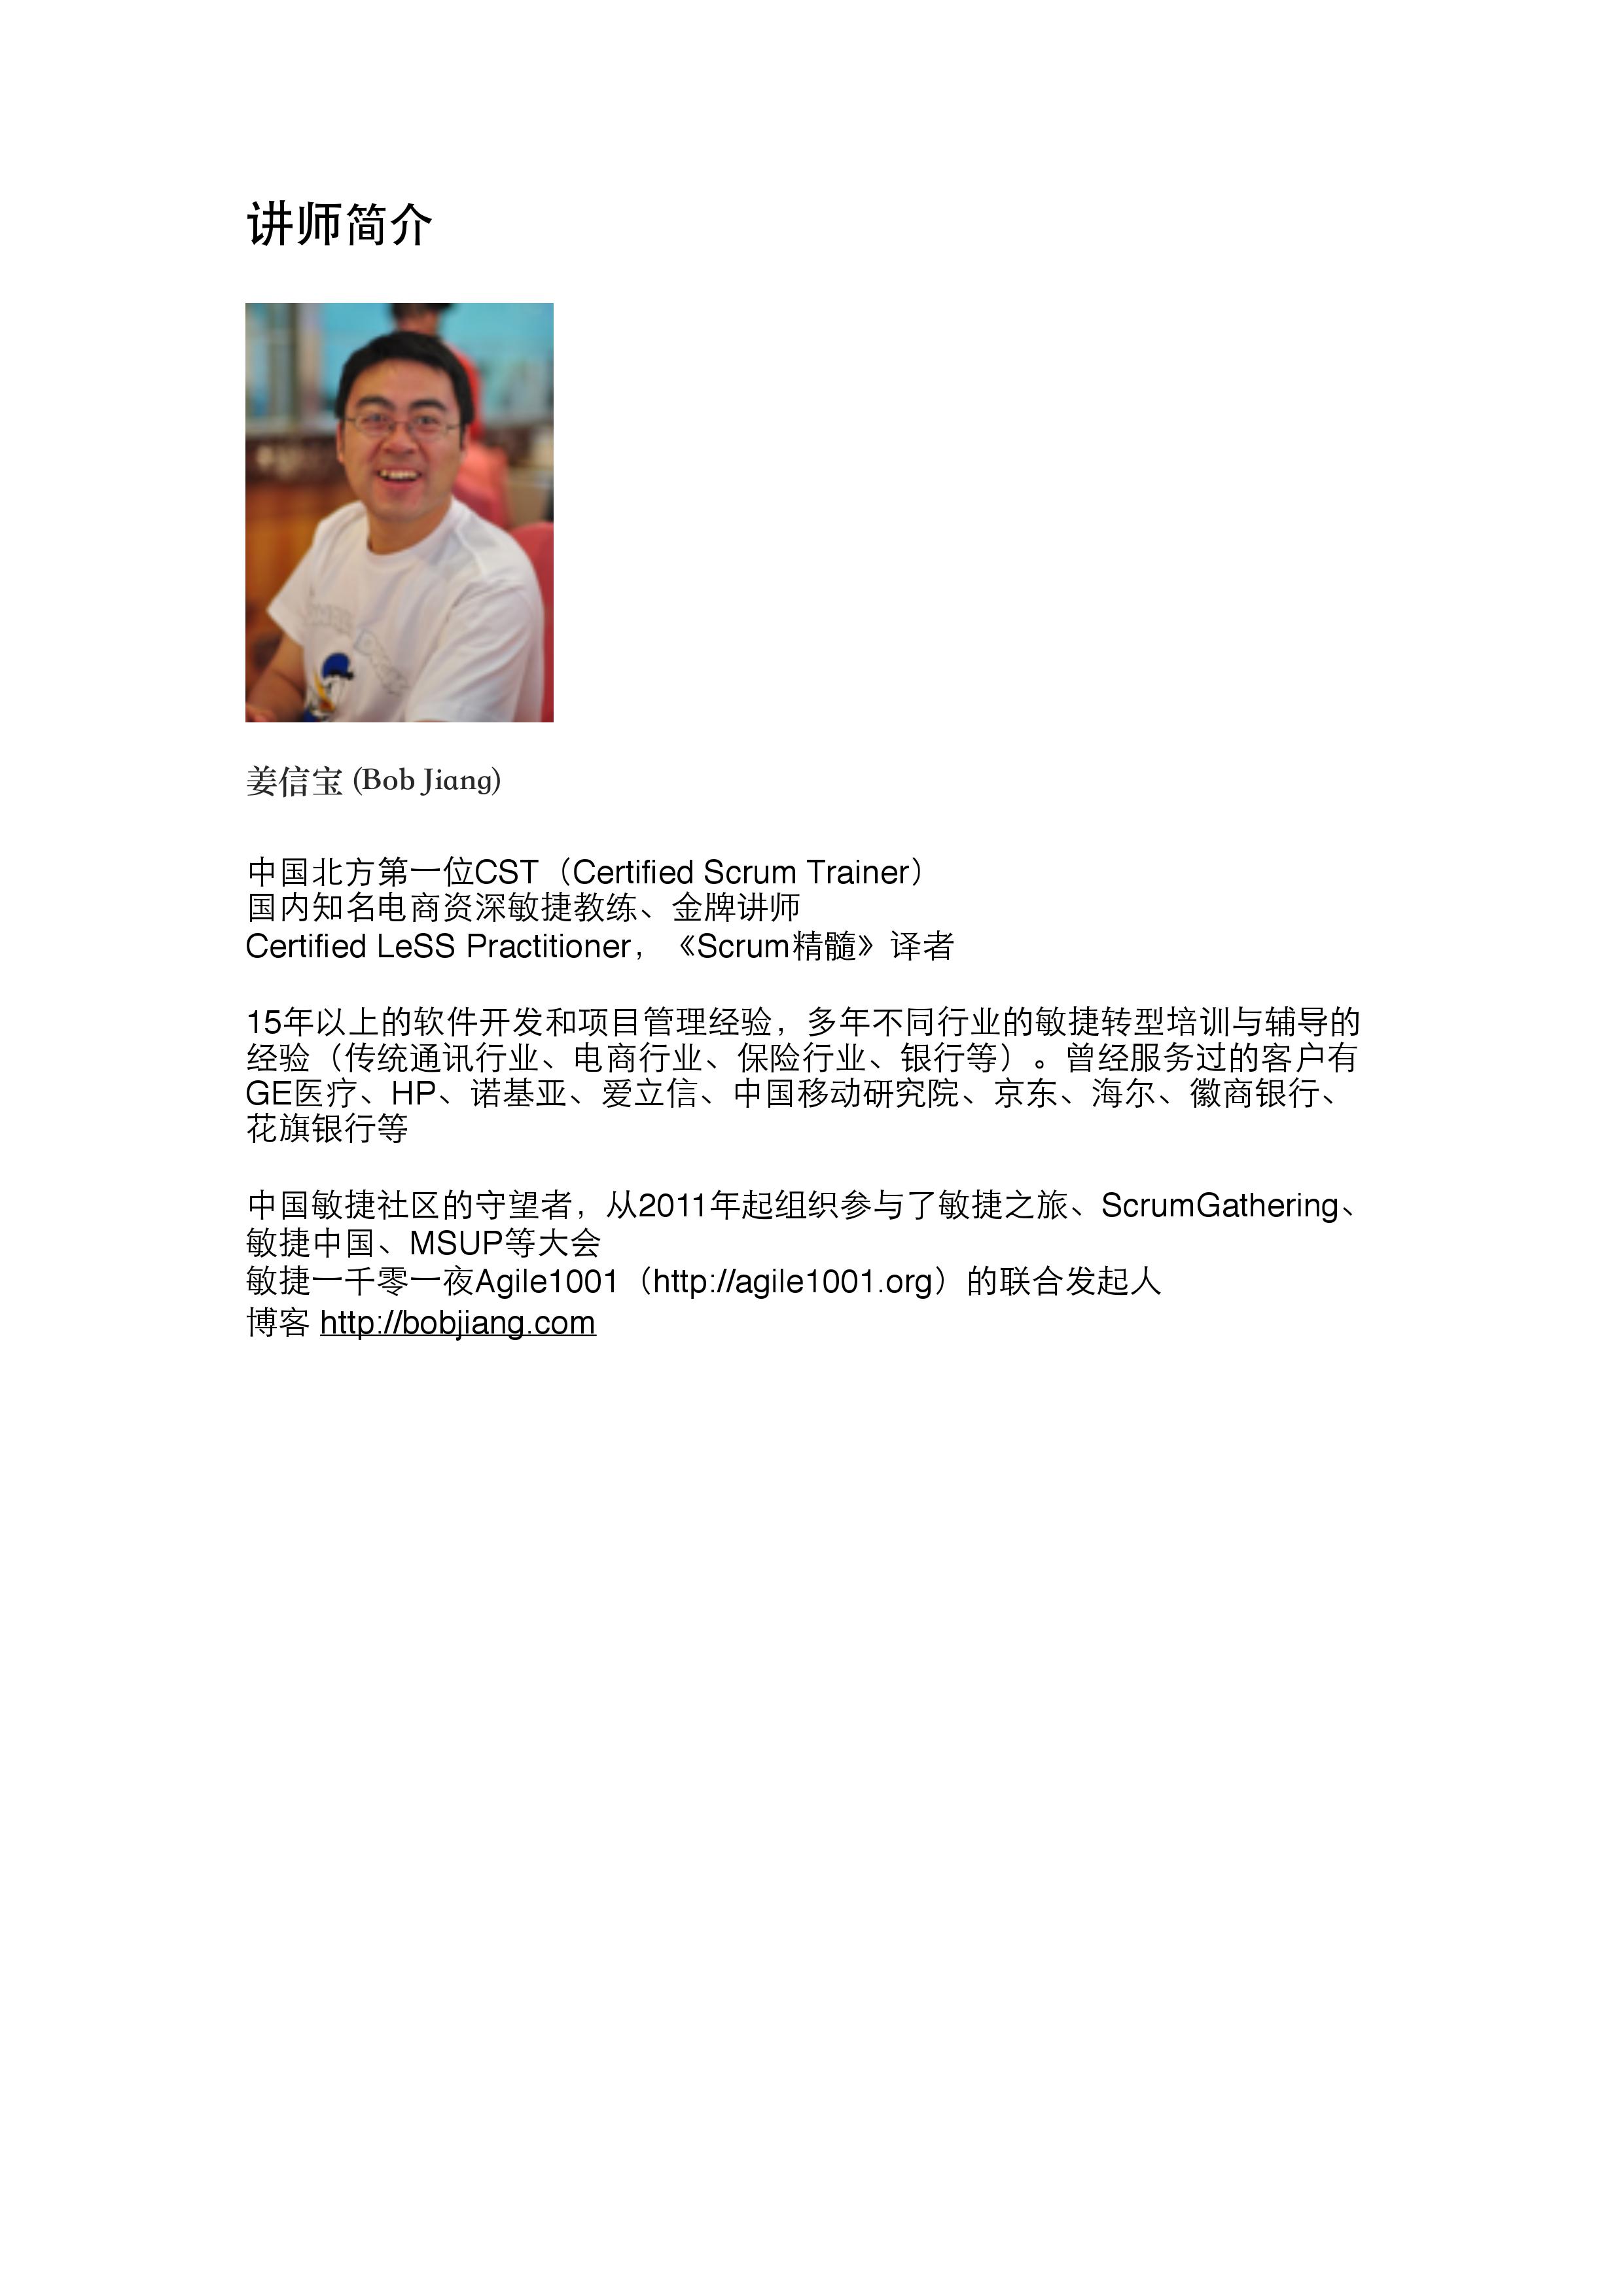 讲师简介
姜信宝 (Bob Jiang)
中国北方第一位CST（Certified Scrum Trainer）
国内知名电商资深敏捷教练、金牌讲师
Certified LeSS Practitioner，《Scrum精髓》译者
15年以上的软件开发和项目管理经验，多年不同行业的敏捷转型培训与辅导的
经验（传统通讯行业、电商行业、保险行业、银行等）。曾经服务过的客户有
GE医疗、HP、诺基亚、爱立信、中国移动研究院、京东、海尔、徽商银行、
花旗银行等
中国敏捷社区的守望者，从2011年起组织参与了敏捷之旅、ScrumGathering、
敏捷中国、MSUP等大会
敏捷一千零一夜Agile1001（http://agile1001.org）的联合发起人
博客 http://bobjiang.com